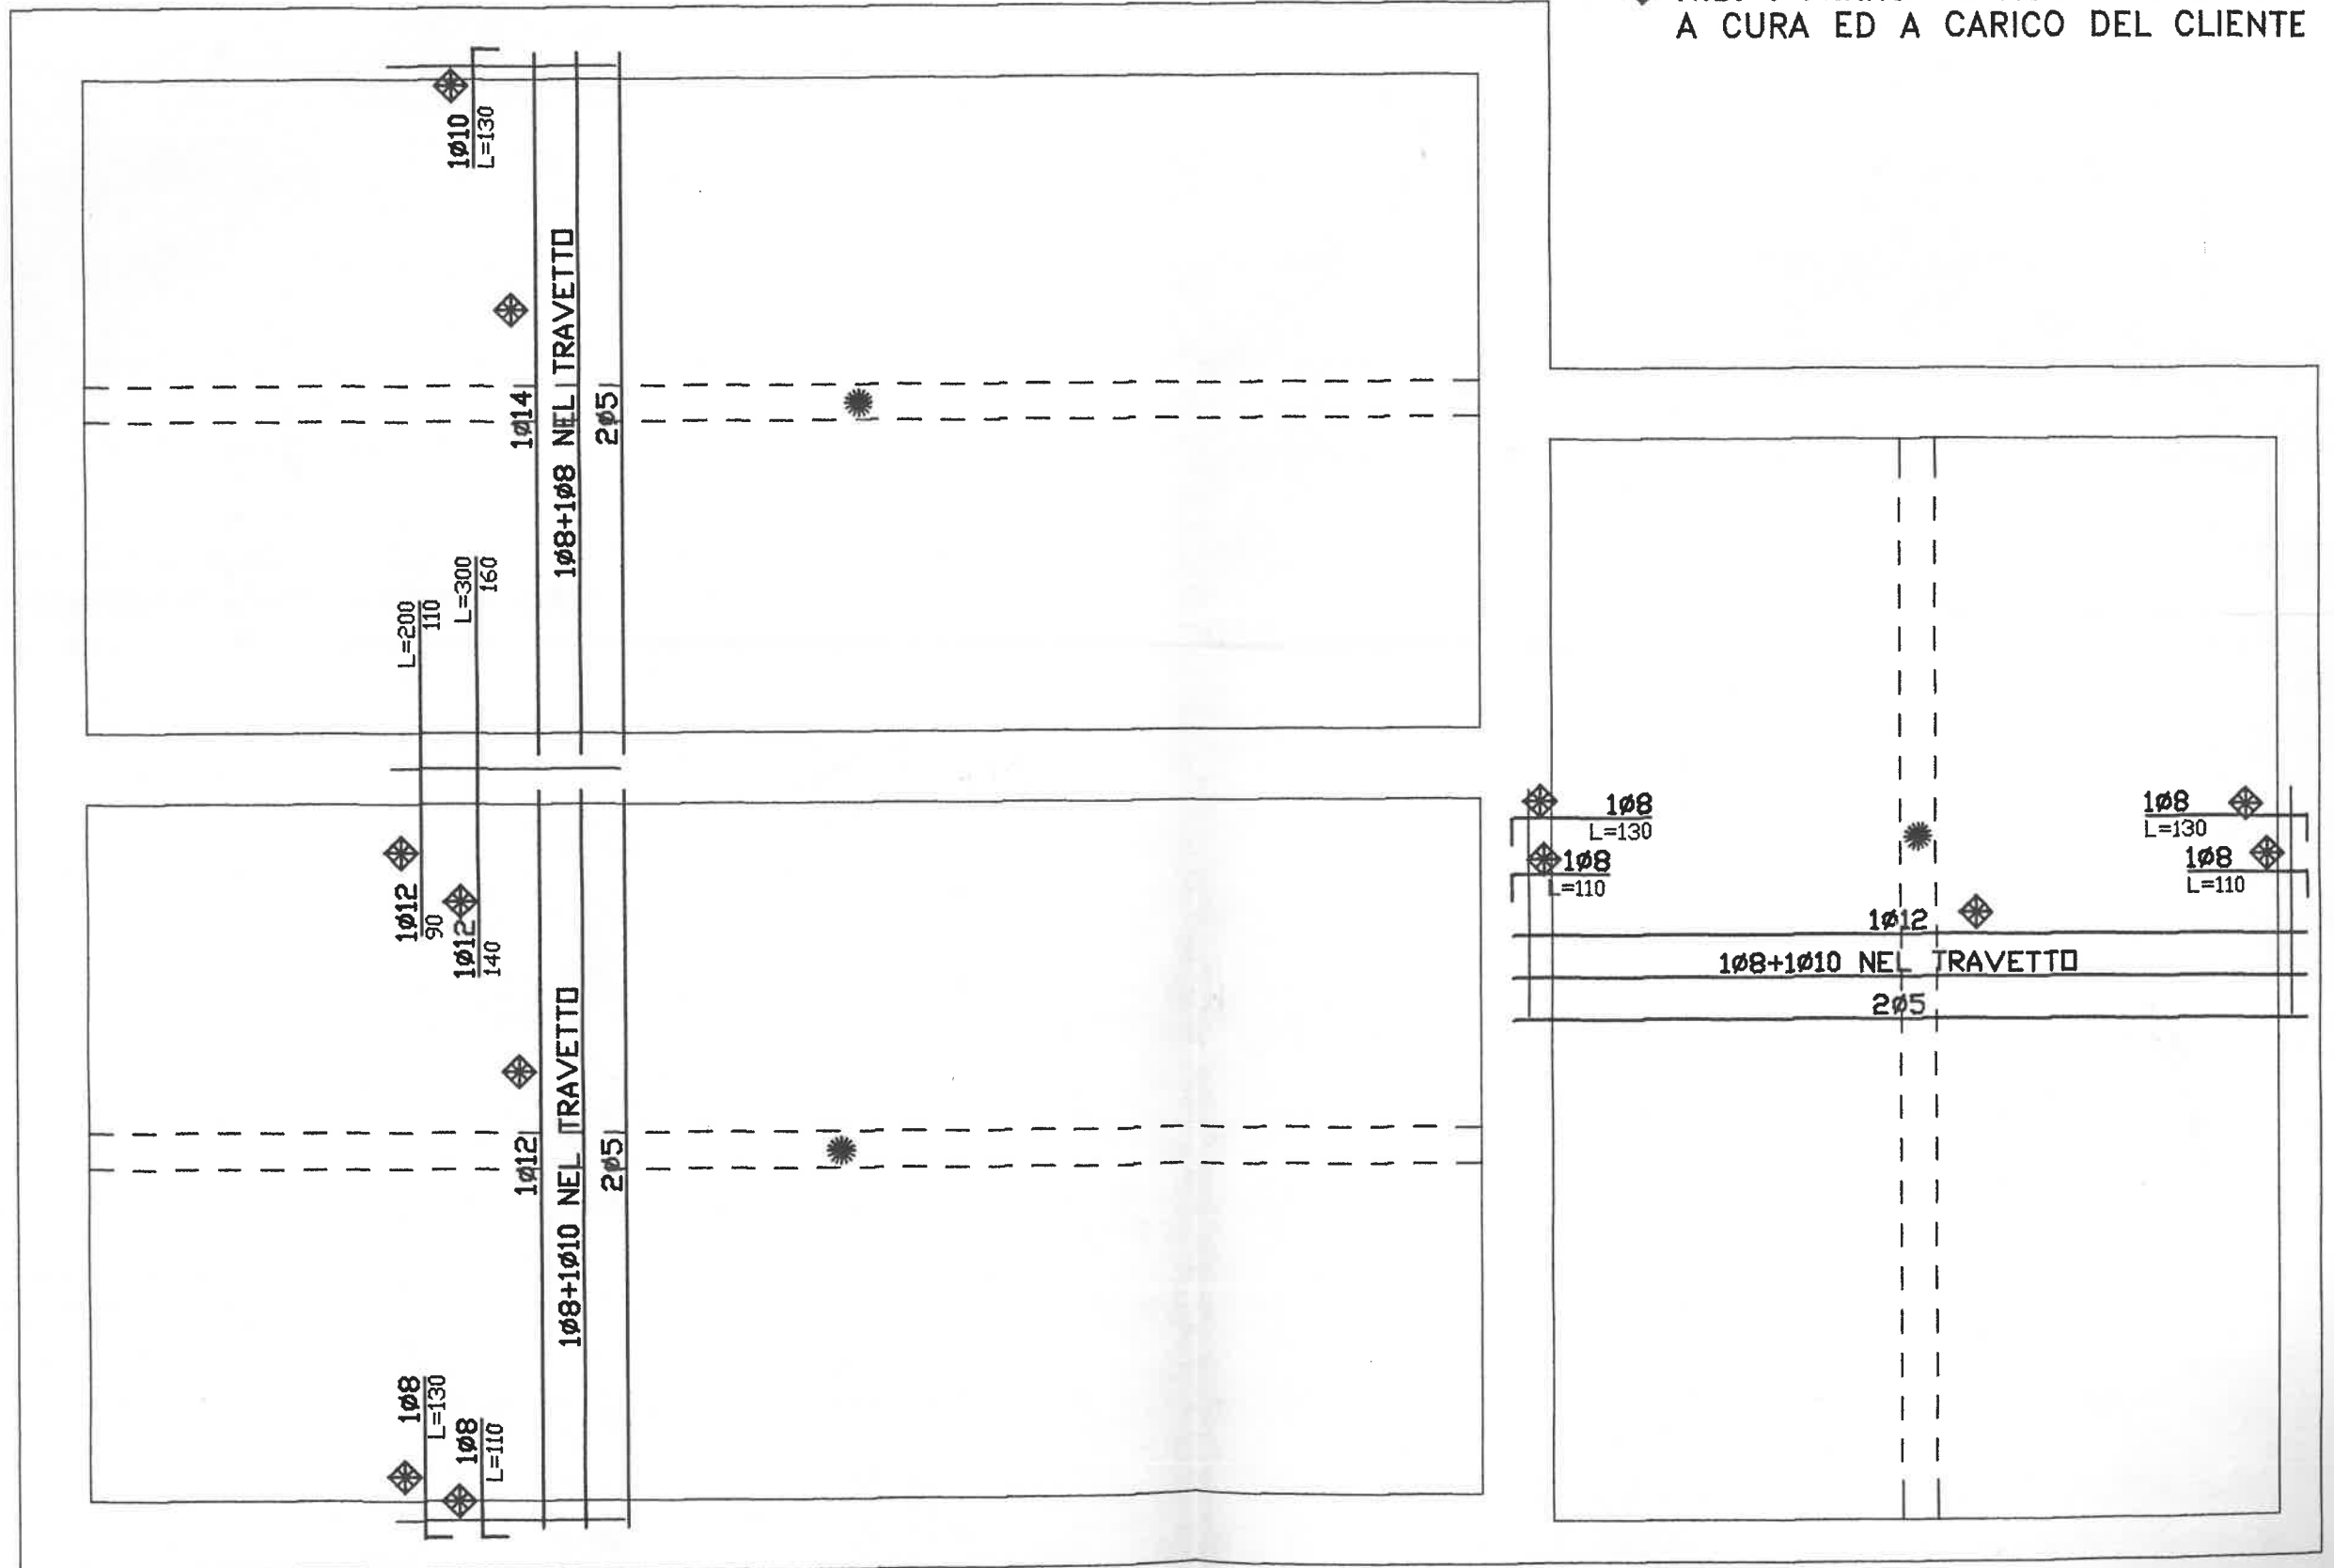 A CURA ED A CARICO DEL CLIENTE
1ø10
L=130
1ø14
1ø8+1ø8 NEL TRAVETTO
2ø5
L=200
110
L=300
160
1ø12
90
1ø12
140
1ø12
1ø8+1ø10 NEL TRAVETTO
2ø5
1ø8
L=130
1ø8
L=110
1ø8
L=130
1ø8
L=110
1ø8
L=130
1ø8
L=110
1ø12
1ø8+1ø10 NEL TRAVETTO
2ø5